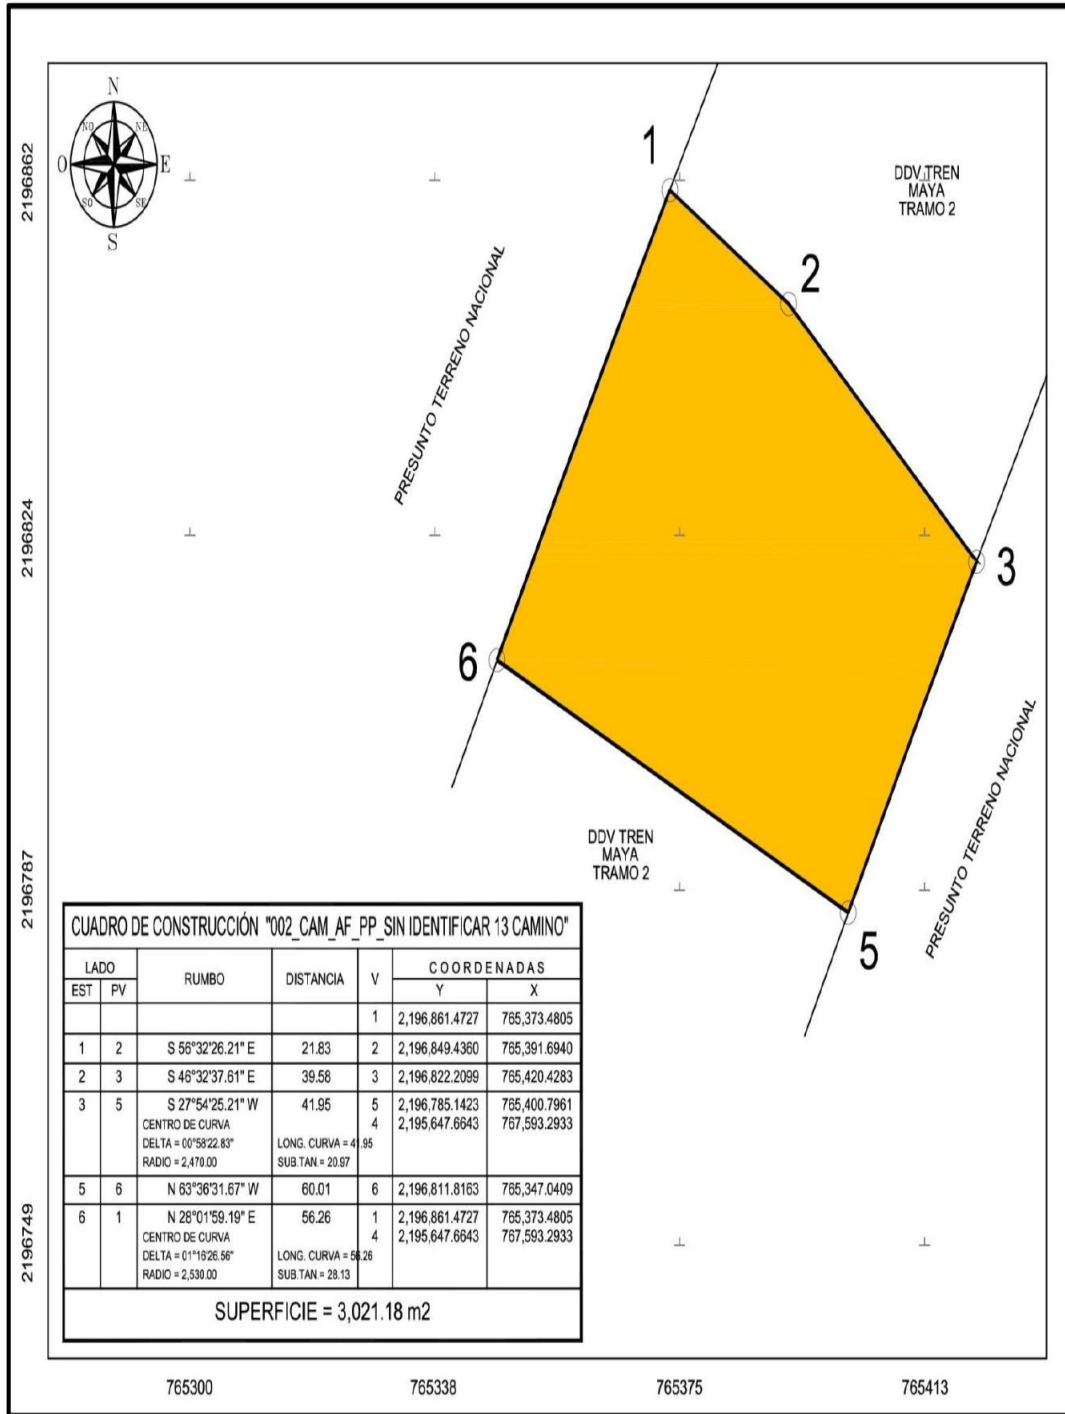 N
NO NE
O E
SO SE
S
1
2
3
5
6
DDV TREN
MAYA
TRAMO 2
PRESUNTO TERRENO NACIONAL
PRESUNTO TERRENO NACIONAL
DDV TREN
MAYA
TRAMO 2
2196862
2196824
2196787
2196749
CUADRO DE CONSTRUCCIÓN "002_CAM_AF_PP_SIN IDENTIFICAR 13 CAMINO"
LADO RUMBO DISTANCIA V COORDENADAS
EST PV Y X
1 2,196,861.4727 765,373.4805
1 2 S 56°32'26.21" E 21.83 2 2,196,849.4360 765,391.6940
2 3 S 46°32'37.61" E 39.58 3 2,196,822.2099 765,420.4283
3 5 S 27°54'25.21" W 41.95 5 2,196,785.1423 765,400.7961
CENTRO DE CURVA 4 2,195,647.6643 767,593.2933
DELTA = 00°58'22.83" LONG. CURVA = 41.95
RADIO = 2,470.00 SUB.TAN.= 20.97
5 6 N 63°36'31.67" W 60.01 6 2,196,811.8163 765,347.0409
6 1 N 28°01'59.19" E 56.26 1 2,196,861.4727 765,373.4805
CENTRO DE CURVA 4 2,195,647.6643 767,593.2933
DELTA = 01°16'26.56" LONG. CURVA = 56.26
RADIO = 2,530.00 SUB.TAN.= 28.13
SUPERFICIE = 3,021.18 m2
765300 765338 765375 765413